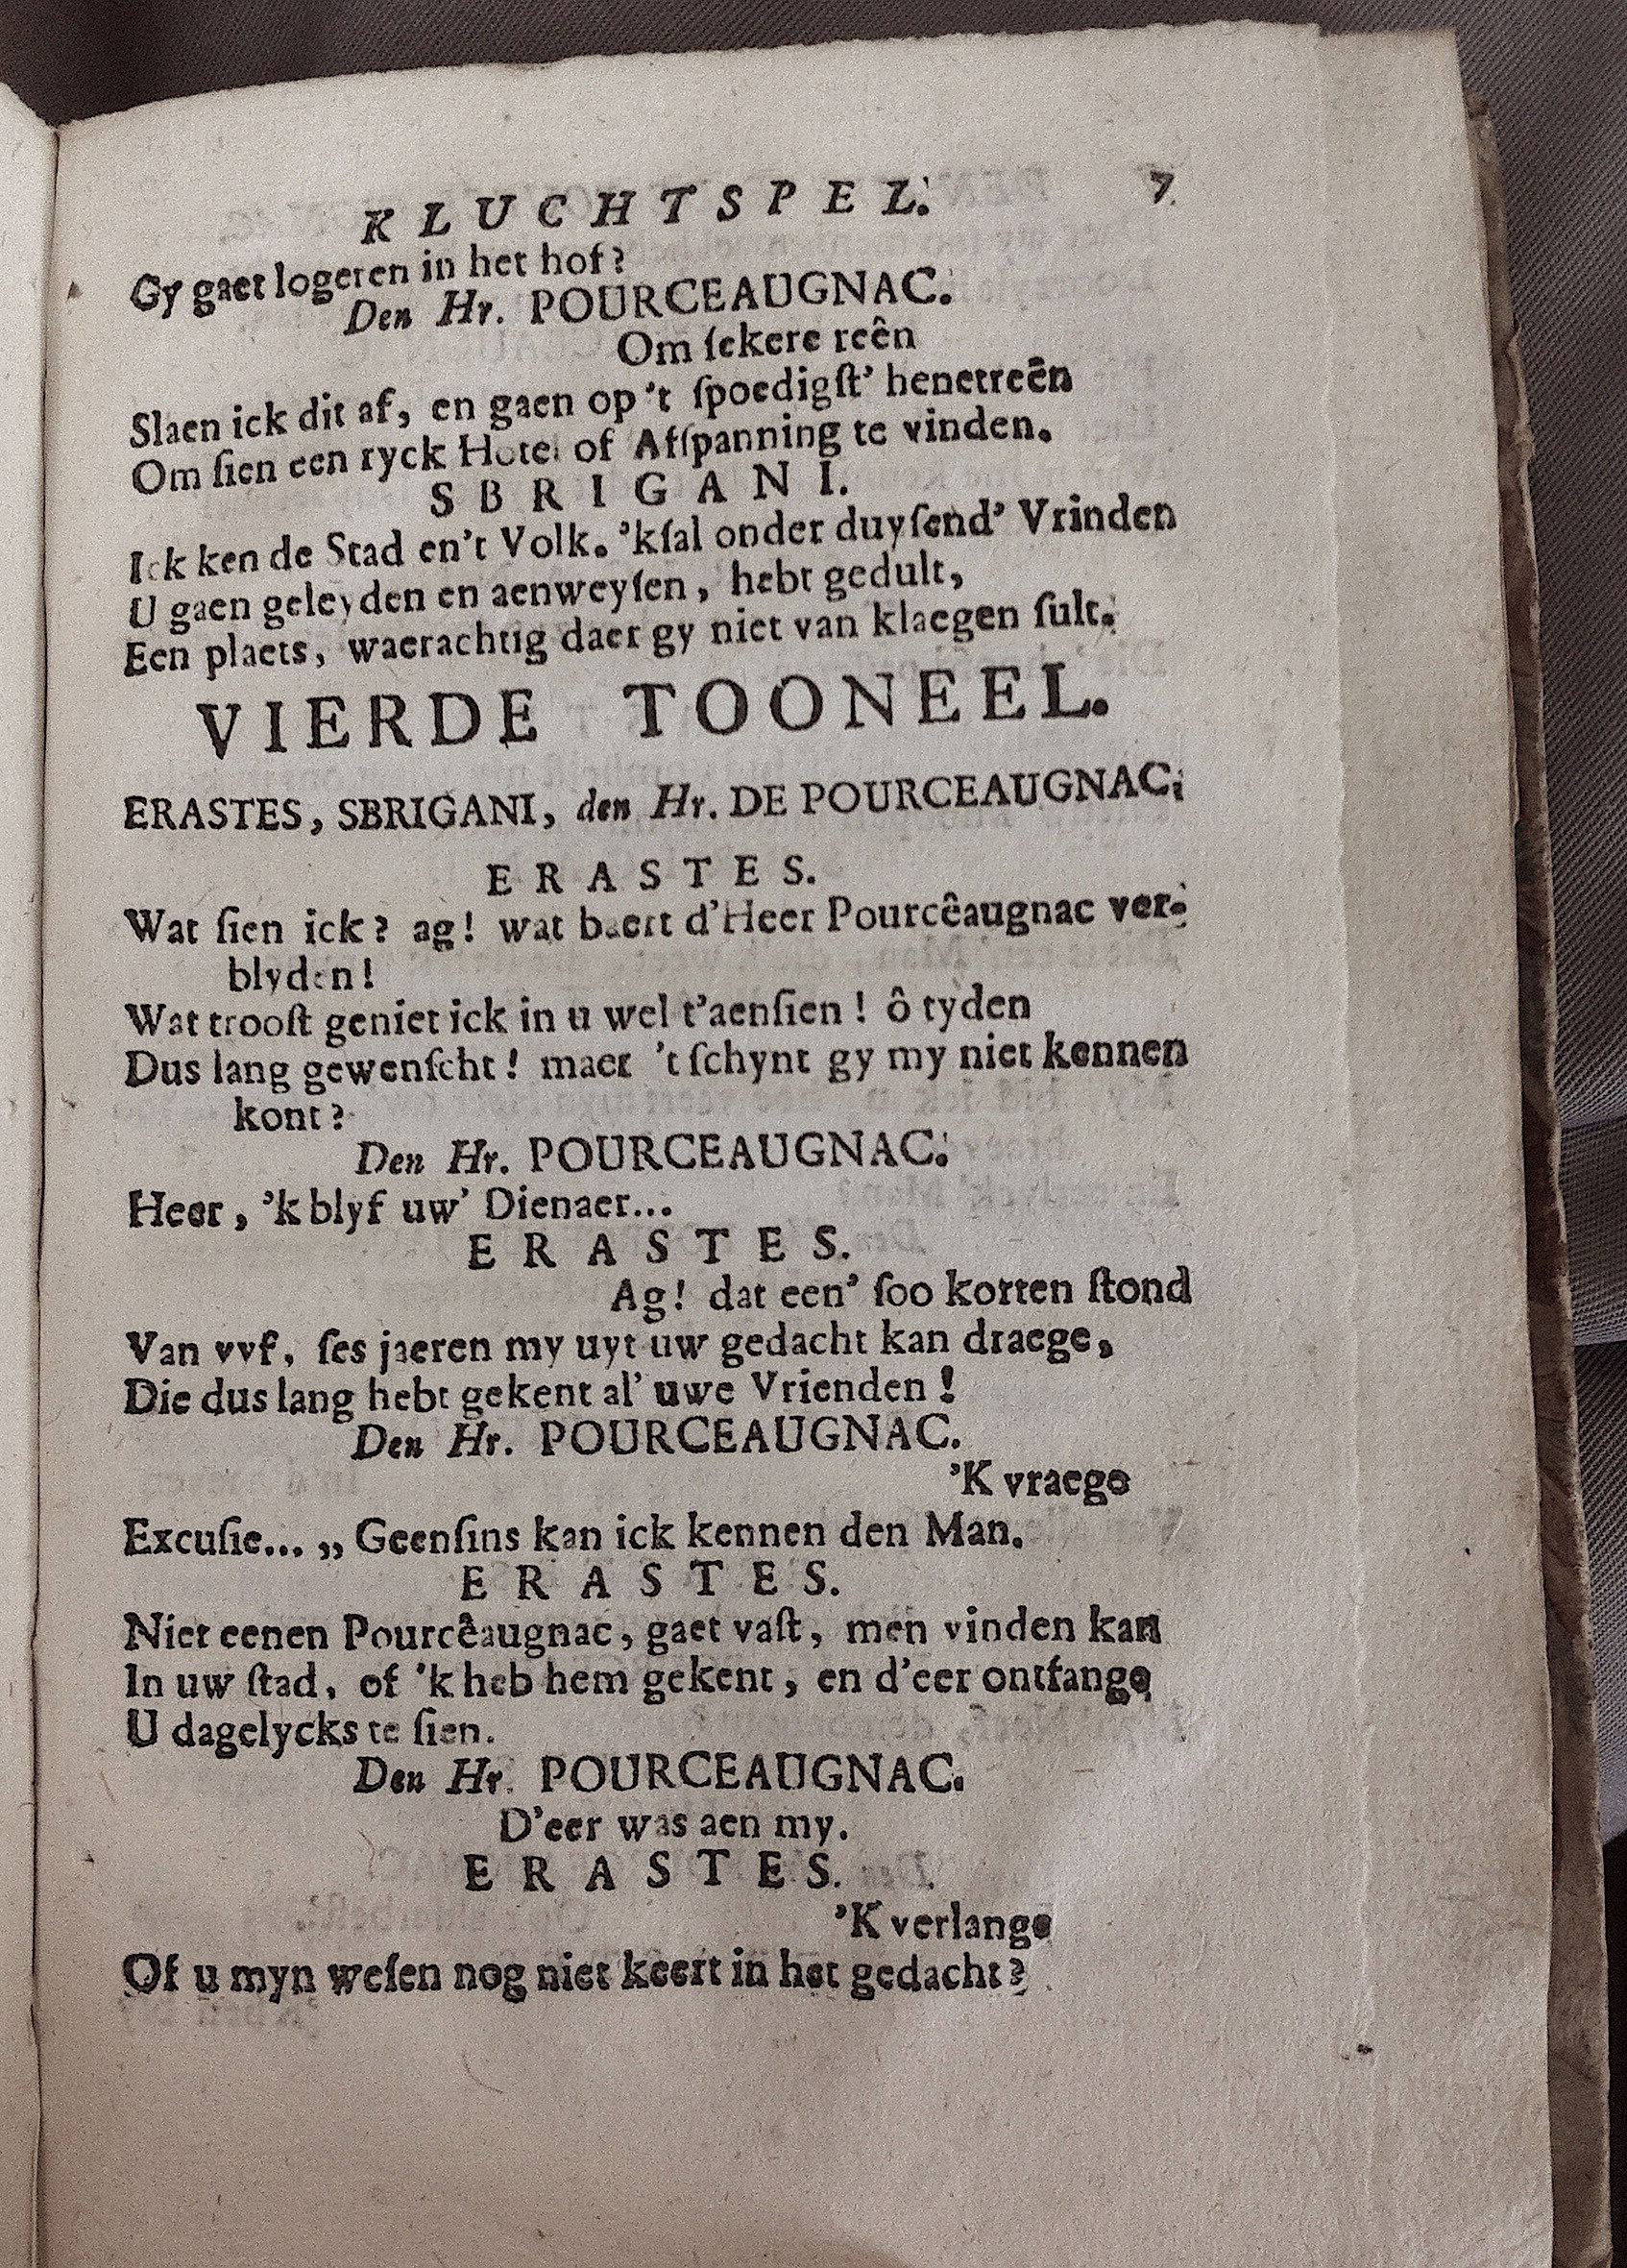 KLUCHTSPEL. 7
Gy gaet logeren in het hof?
Den Hr. POURCEAUGNAC.
Om ſekere reên
Slaen ick dit af, en gaen op 't ſpoedigſt' henetreên
Om ſien een ryck Hotel of Afſpanning te vinden.
SBRIGANI.
Ick ken de Stad en't Volk. 'kſal onder duyſend' Vrinden
U gaen geleyden en aenweyſen, hebt gedult,
Een plaets, waerachtig daer gy niet van klaegen ſult.
VIERDE TOONEEL.
ERASTES, SBRIGANI, den Hr. DE POURCEAUGNAC.
ERASTES.
Wat ſien ick? ag! wat baert d'Heer Pourcêaugnac ver-
blyden!
Wat trooſt geniet ick in u wel t'aenſien! ô tyden
Dus lang gewenſcht! maer 't ſchynt gy my niet kennen
kont?
Den Hr. POURCEAUGNAC.
Heer, 'k blyf uw' Dienaer...
ERASTES.
Ag! dat een' ſoo korten ſtond
Van vyf, ſes jaeren my uyt uw gedacht kan draege,
Die dus lang hebt gekent al' uwe Vrienden!
Den Hr. POURCEAUGNAC.
'K vraege
Excuſie... „ Geenſins kan ick kennen den Man.
ERASTES.
Niet eenen Pourcêaugnac, gaet vaſt, men vinden kan
In uw ſtad, of 'k heb hem gekent, en d'eer ontfange
U dagelycks te ſien.
Den Hr. POURCEAUGNAC.
D'eer was aen my.
ERASTES.
'K verlange
Of u myn weſen nog niet keert in het gedacht?